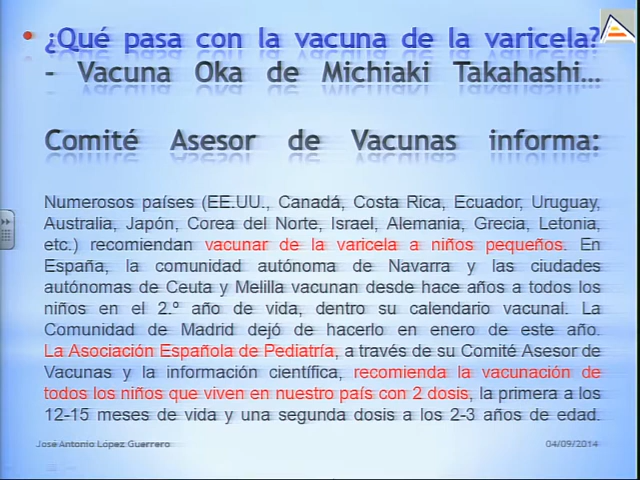 ¿Qué pasa con la vacuna de la varicela?
- Vacuna Oka de Michiaki Takahashi...
Comité Asesor de Vacunas informa:
Numerosos países (EE.UU., Canadá, Costa Rica, Ecuador, Uruguay,
Australia, Japón, Corea del Norte, Israel, Alemania, Grecia, Letonia,
etc.) recomiendan vacunar de la varicela a niños pequeños. En
España, la comunidad autónoma de Navarra y las ciudades
autónomas de Ceuta y Melilla vacunan desde hace años a todos los
niños en el 2.º año de vida, dentro su calendario vacunal. La
Comunidad de Madrid dejó de hacerlo en enero de este año.
La Asociación Española de Pediatría, a través de su Comité Asesor de
Vacunas y la información científica, recomienda la vacunación de
todos los niños que viven en nuestro país con 2 dosis, la primera a los
12-15 meses de vida y una segunda dosis a los 2-3 años de edad.
José Antonio López Guerrero
04/09/2014